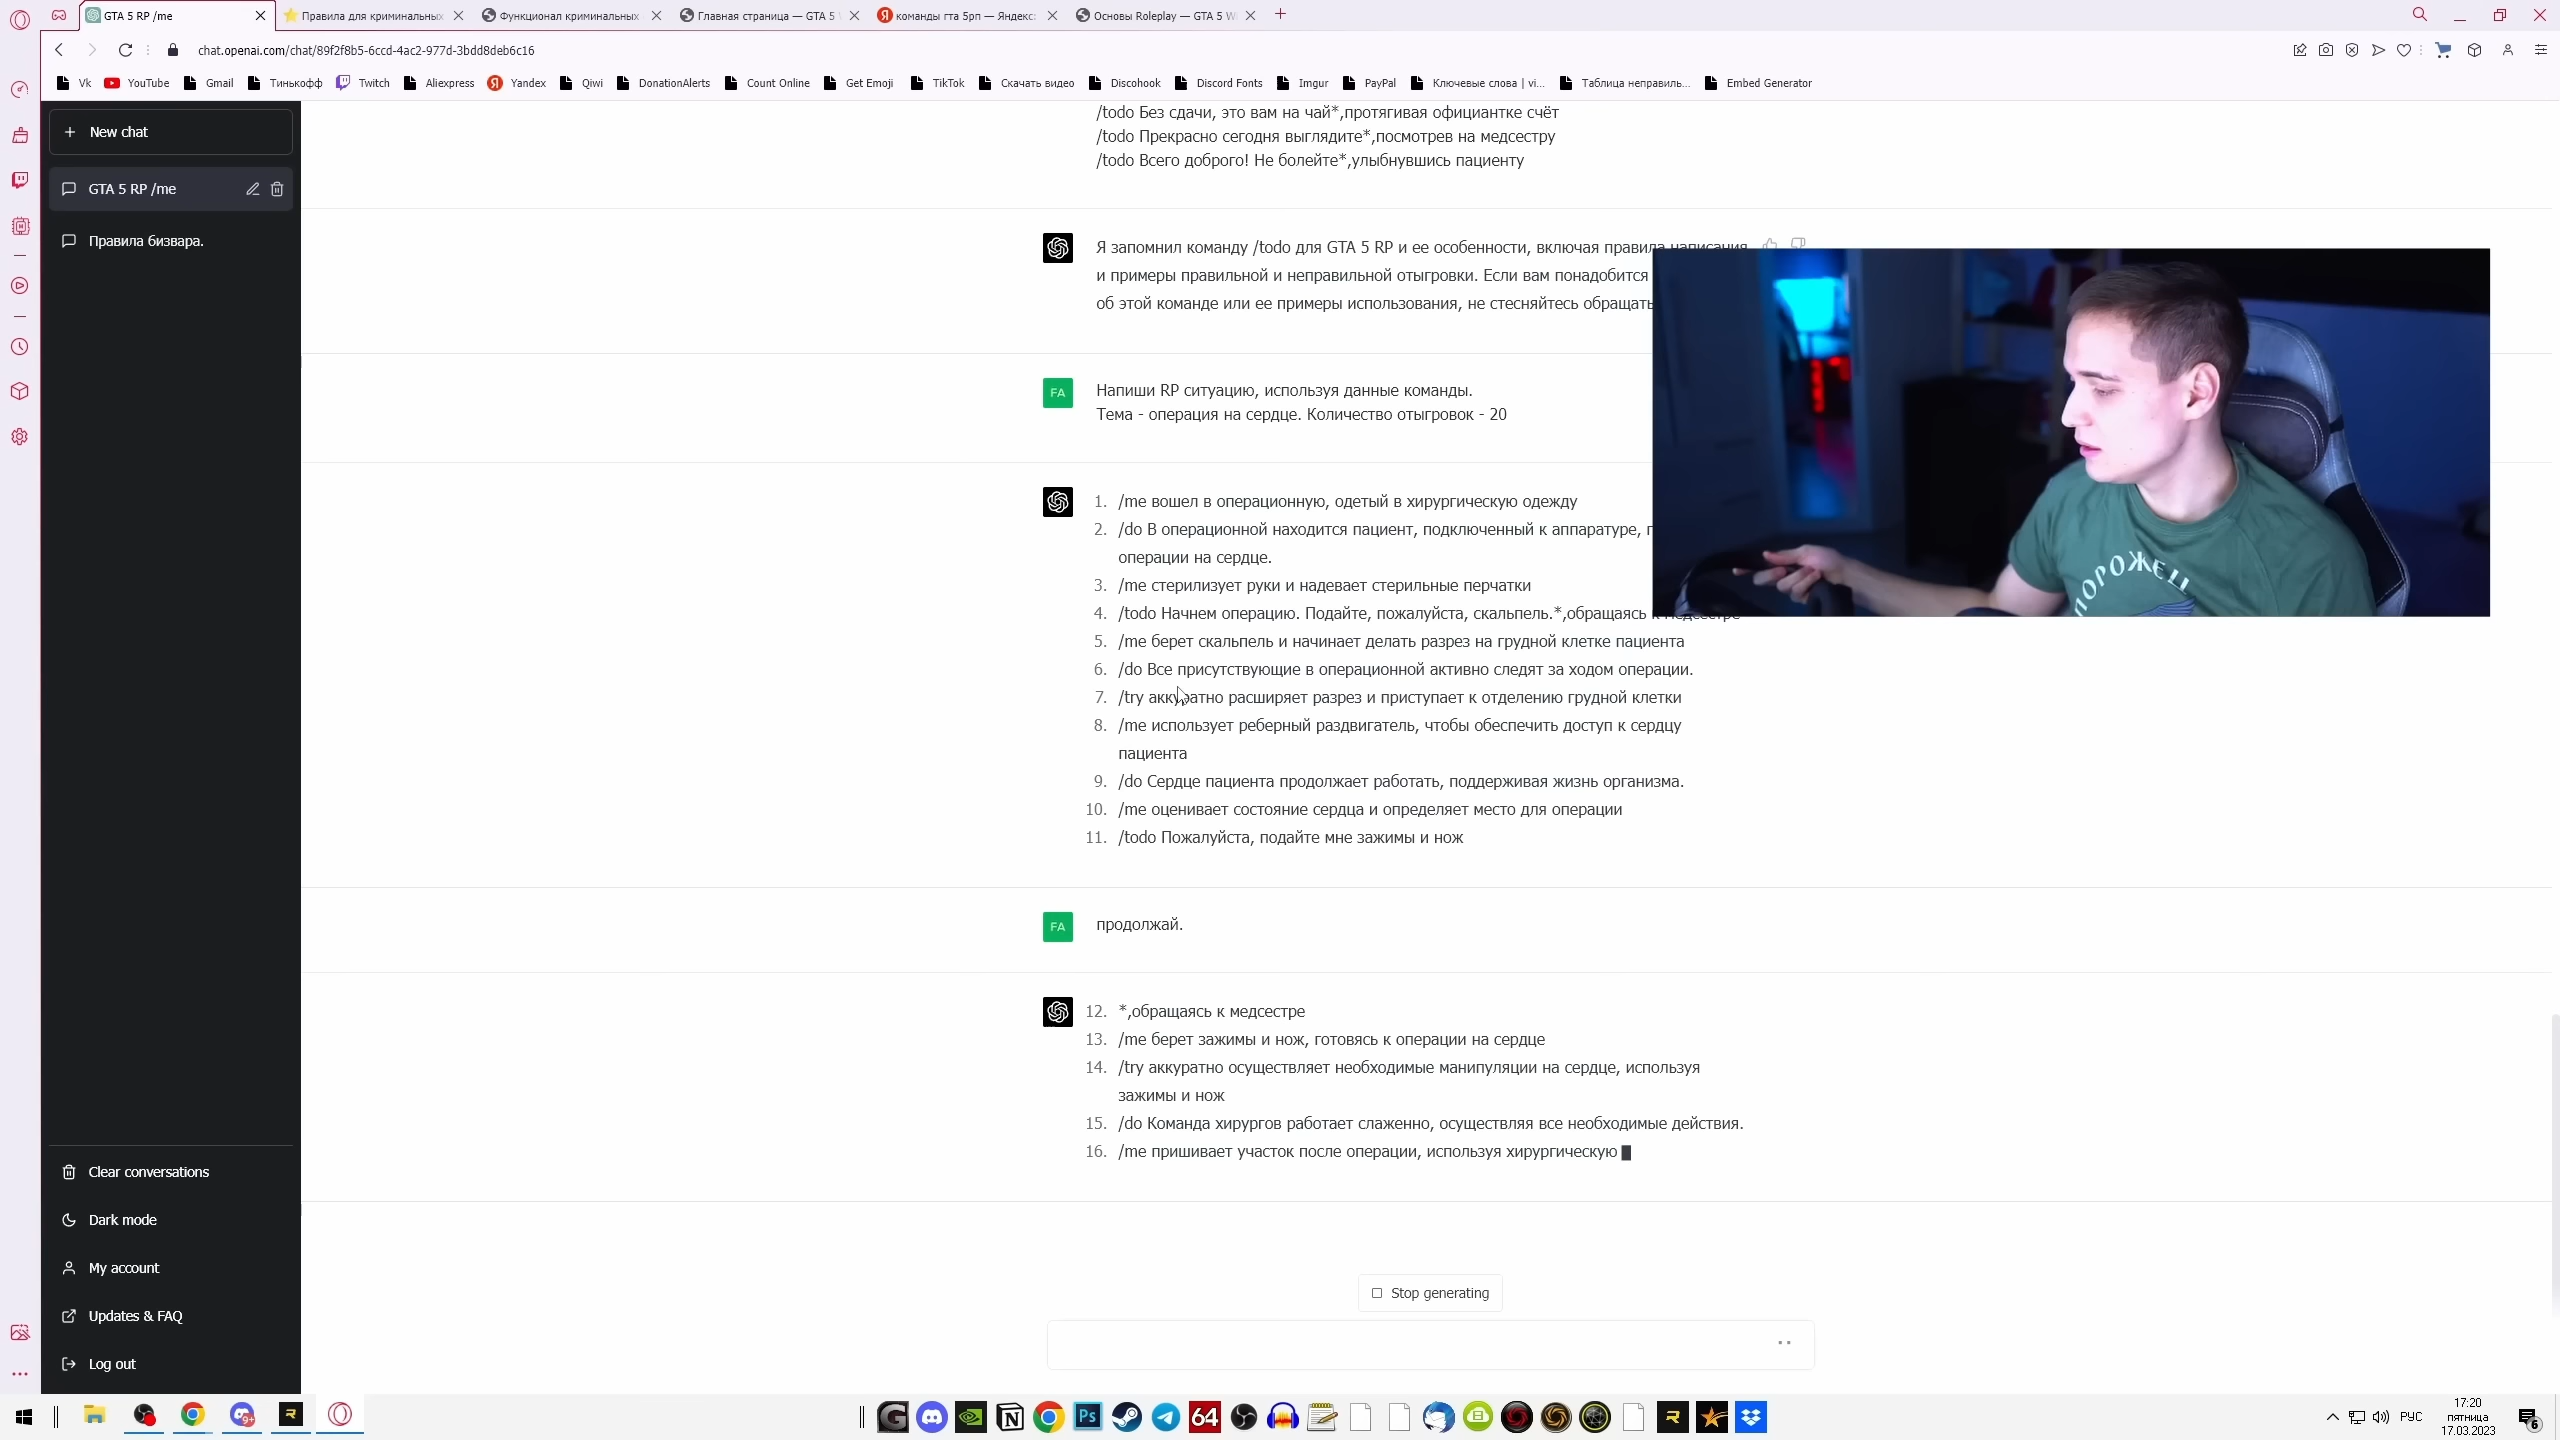 GTA 5 RP /me
Правила для криминальных
Функционал криминальных
Главная страница — GTA 5
команды гта 5рп — Яндекс
Основы Roleplay — GTA 5 W
chat.openai.com/chat/89f2f8b5-6ccd-4ac2-977d-3bdd8deb6c16
Vk YouTube Gmail Тинькофф Twitch Aliexpress Yandex Qiwi DonationAlerts Count Online Get Emoji TikTok Скачать видео Discohook Discord Fonts Imgur PayPal Ключевые слова | vi... Таблица неправиль... Embed Generator
New chat
GTA 5 RP /me
Правила бизвара.
/todo Без сдачи, это вам на чай*,протягивая официантке счёт
/todo Прекрасно сегодня выглядите*,посмотрев на медсестру
/todo Всего доброго! Не болейте*,улыбнувшись пациенту
Я запомнил команду /todo для GTA 5 RP и ее особенности, включая правила написания
и примеры правильной и неправильной отыгровки. Если вам понадобится
об этой команде или ее примеры использования, не стесняйтесь обращать
FA
Напиши RP ситуацию, используя данные команды.
Тема - операция на сердце. Количество отыгровок - 20
1. /me вошел в операционную, одетый в хирургическую одежду
2. /do В операционной находится пациент, подключенный к аппаратуре,
операции на сердце.
3. /me стерилизует руки и надевает стерильные перчатки
4. /todo Начнем операцию. Подайте, пожалуйста, скальпель.*,обращаясь к медсестре
5. /me берет скальпель и начинает делать разрез на грудной клетке пациента
6. /do Все присутствующие в операционной активно следят за ходом операции.
7. /try аккуратно расширяет разрез и приступает к отделению грудной клетки
8. /me использует реберный раздвигатель, чтобы обеспечить доступ к сердцу
пациента
9. /do Сердце пациента продолжает работать, поддерживая жизнь организма.
10. /me оценивает состояние сердца и определяет место для операции
11. /todo Пожалуйста, подайте мне зажимы и нож
FA
продолжай.
12. *,обращаясь к медсестре
13. /me берет зажимы и нож, готовясь к операции на сердце
14. /try аккуратно осуществляет необходимые манипуляции на сердце, используя
зажимы и нож
15. /do Команда хирургов работает слаженно, осуществляя все необходимые действия.
16. /me пришивает участок после операции, используя хирургическую
ПОРОЖЕЦ
Clear conversations
Dark mode
My account
Updates & FAQ
Log out
Stop generating
9+
64
Ps
РУС
17:20
пятница
17.03.2023
6